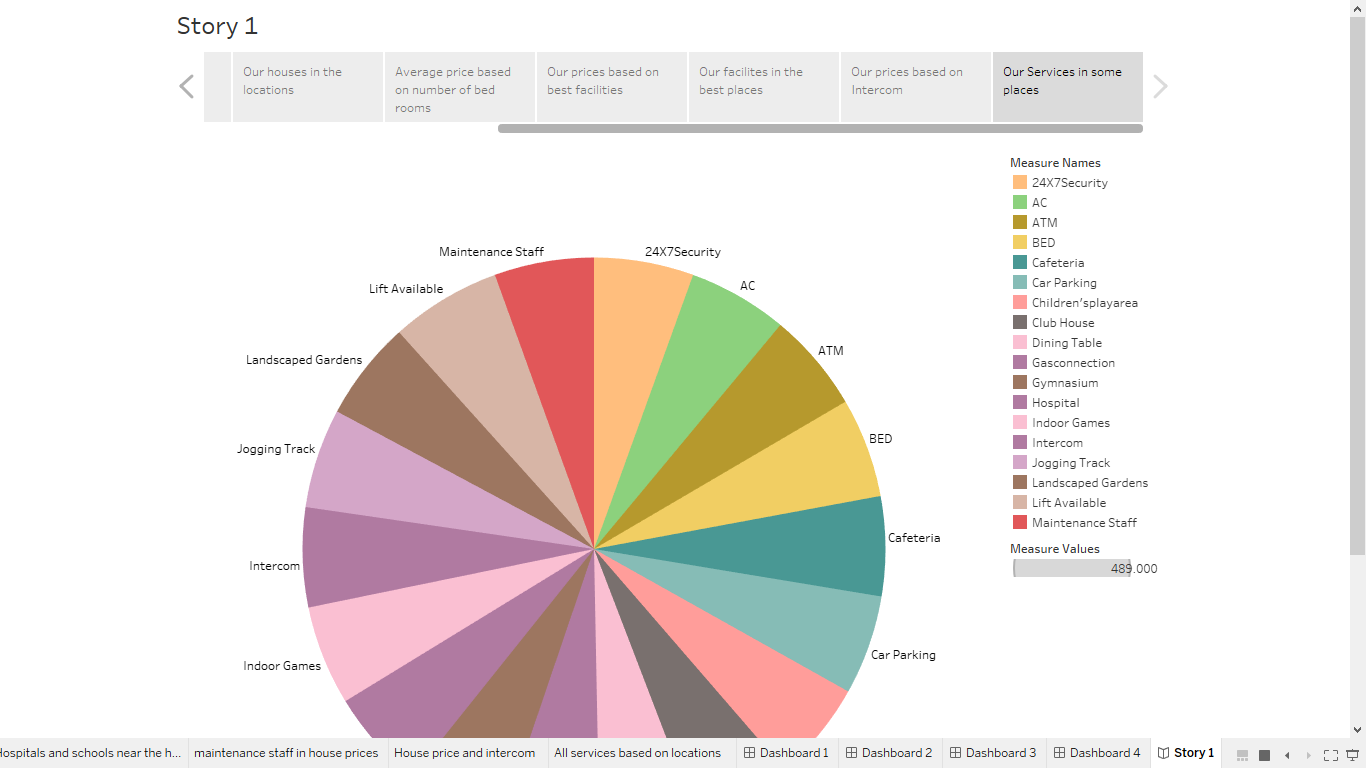 Story 1
Our houses in the
locations
Average price based
on number of bed
rooms
Our prices based on
best facilities
Our facilites in the
best places
Our prices based on
Intercom
Our Services in some
places
Measure Names
24X7Security
AC
ATM
BED
Cafeteria
Car Parking
Children'splayarea
Club House
Dining Table
Gasconnection
Gymnasium
Hospital
Indoor Games
Intercom
Jogging Track
Landscaped Gardens
Lift Available
Maintenance Staff
Measure Values
489.000
Maintenance Staff
24X7Security
Lift Available
AC
Landscaped Gardens
ATM
Jogging Track
BED
Intercom
Cafeteria
Indoor Games
Car Parking
Hospitals and schools near the h...
maintenance staff in house prices
House price and intercom
All services based on locations
Dashboard 1
Dashboard 2
Dashboard 3
Dashboard 4
Story 1